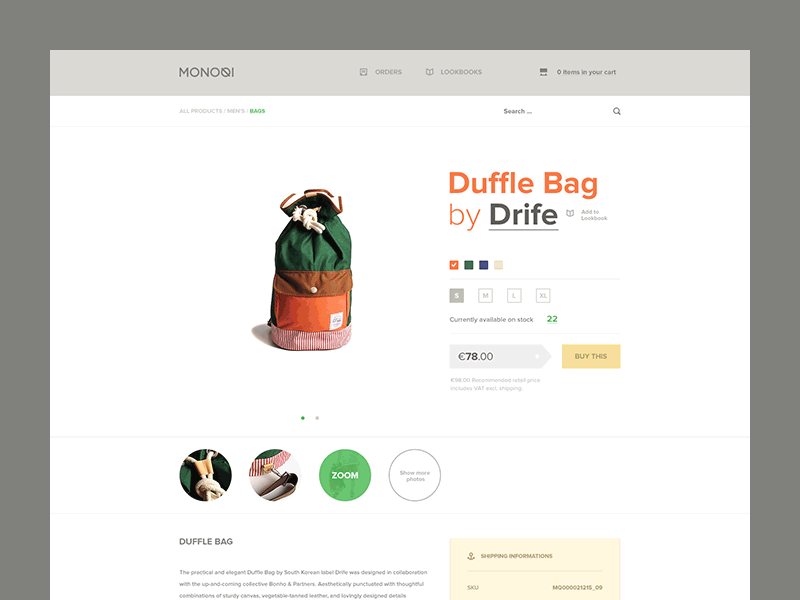 MONOQI
ORDERS
LOOKBOOKS
0 Items in your cart
ALL PRODUCTS / MEN'S / BAGS
Search ...
Duffle Bag
by Drife
Add to
Lookbook
S
M
L
XL
Currently available on stock
22
€78.00
BUY THIS
€98.00 Recommended retail price
includes VAT excl. shipping.
ZOOM
Show more
photos
DUFFLE BAG
The practical and elegant Duffle Bag by South Korean label Drife was designed in collaboration
with the up-and-coming collective Bonho & Partners. Aesthetically punctuated with thoughtful
combinations of sturdy canvas, vegetable-tanned leather, and lovingly designed details
SHIPPING INFORMATIONS
SKU
MQ000021215_09